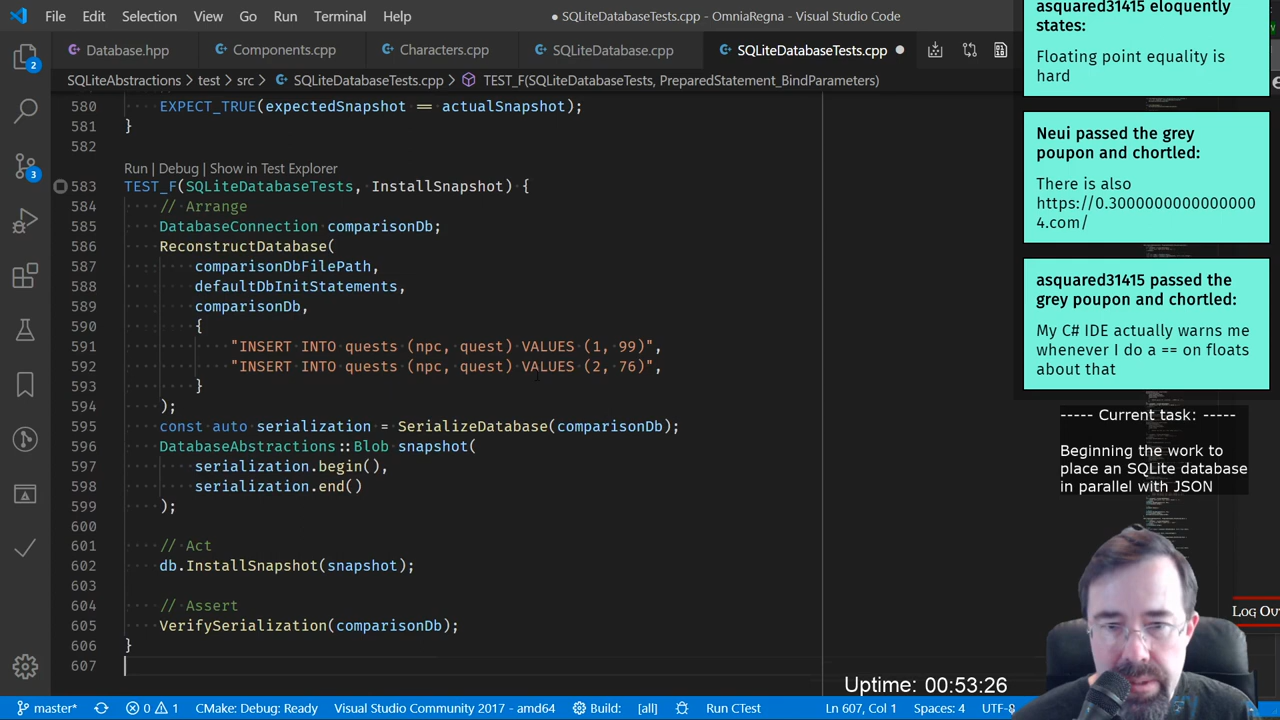 File Edit Selection View Go Run Terminal Help
● SQLiteDatabaseTests.cpp - OmniaRegna - Visual Studio Code
Database.hpp Components.cpp Characters.cpp SQLiteDatabase.cpp SQLiteDatabaseTests.cpp ●
SQLiteAbstractions > test > src > SQLiteDatabaseTests.cpp > TEST_F(SQLiteDatabaseTests, PreparedStatement_BindParameters)
580 EXPECT_TRUE(expectedSnapshot == actualSnapshot);
581 }
582
Run | Debug | Show in Test Explorer
583 TEST_F(SQLiteDatabaseTests, InstallSnapshot) {
584 // Arrange
585 DatabaseConnection comparisonDb;
586 ReconstructDatabase(
587 comparisonDbFilePath,
588 defaultDbInitStatements,
589 comparisonDb,
590 {
591 "INSERT INTO quests (npc, quest) VALUES (1, 99)",
592 "INSERT INTO quests (npc, quest) VALUES (2, 76)",
593 }
594 );
595 const auto serialization = SerializeDatabase(comparisonDb);
596 DatabaseAbstractions::Blob snapshot(
597 serialization.begin(),
598 serialization.end()
599 );
600
601 // Act
602 db.InstallSnapshot(snapshot);
603
604 // Assert
605 VerifySerialization(comparisonDb);
606 }
607
2
3
asquared31415 eloquently
states:
Floating point equality is
hard
Neui passed the grey
poupon and chortled:
There is also
https://0.3000000000000000
4.com/
asquared31415 passed the
grey poupon and chortled:
My C# IDE actually warns me
whenever I do a == on floats
about that
----- Current task: -----
Beginning the work to
place an SQLite database
in parallel with JSON
Log Ou
Uptime: 00:53:26
master* 0 1 CMake: Debug: Ready Visual Studio Community 2017 - amd64 Build: [all] Run CTest Ln 607, Col 1 Spaces: 4 UTF-8